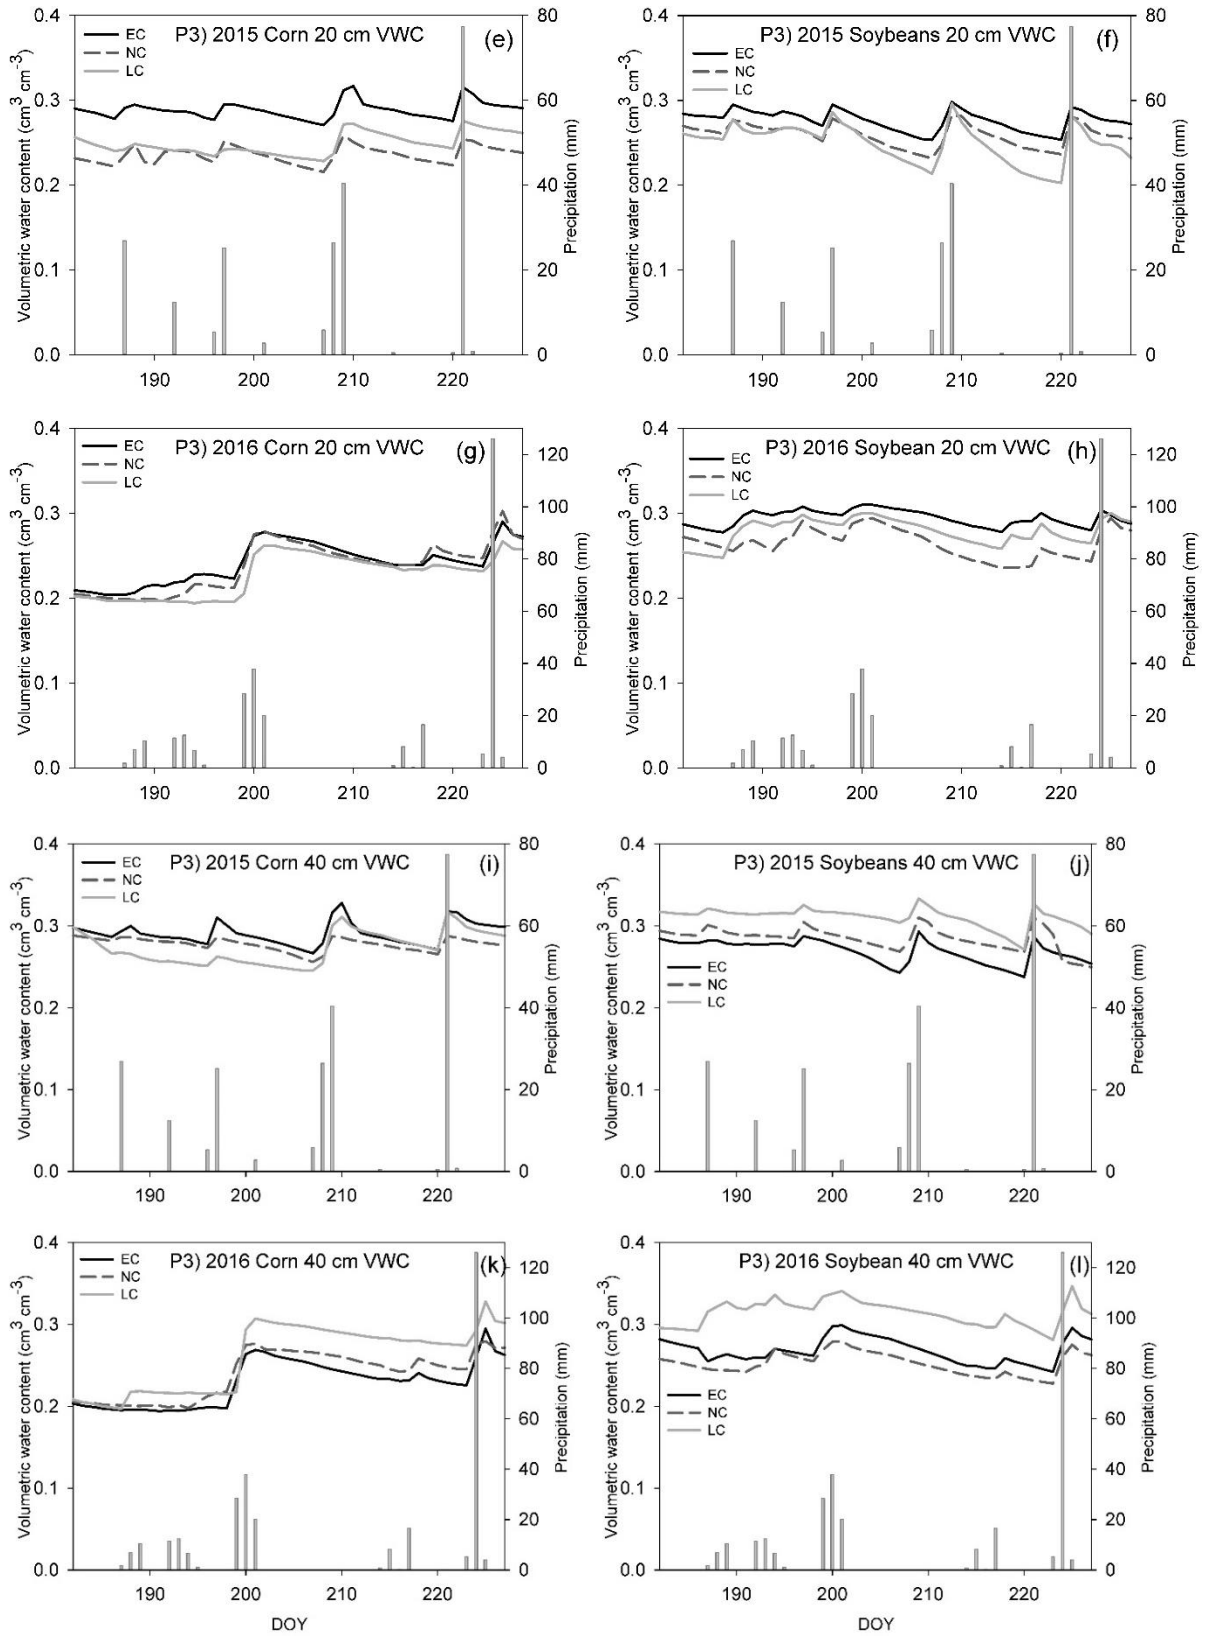 P3) 2015 Corn 20 cm VWC (e)
EC
NC
LC
0.4
0.3
0.2
0.1
0.0
Volumetric water content (cm³ cm⁻³)
80
60
40
20
0
Precipitation (mm)
190 200 210 220
P3) 2015 Soybeans 20 cm VWC (f)
EC
NC
LC
0.4
0.3
0.2
0.1
0.0
Volumetric water content (cm³ cm⁻³)
80
60
40
20
0
Precipitation (mm)
190 200 210 220
P3) 2016 Corn 20 cm VWC (g)
EC
NC
LC
0.4
0.3
0.2
0.1
0.0
Volumetric water content (cm³ cm⁻³)
120
100
80
60
40
20
0
Precipitation (mm)
190 200 210 220
P3) 2016 Soybean 20 cm VWC (h)
EC
NC
LC
0.4
0.3
0.2
0.1
0.0
Volumetric water content (cm³ cm⁻³)
120
100
80
60
40
20
0
Precipitation (mm)
190 200 210 220
P3) 2015 Corn 40 cm VWC (i)
EC
NC
LC
0.4
0.3
0.2
0.1
0.0
Volumetric water content (cm³ cm⁻³)
80
60
40
20
0
Precipitation (mm)
190 200 210 220
P3) 2015 Soybeans 40 cm VWC (j)
EC
NC
LC
0.4
0.3
0.2
0.1
0.0
Volumetric water content (cm³ cm⁻³)
80
60
40
20
0
Precipitation (mm)
190 200 210 220
P3) 2016 Corn 40 cm VWC (k)
EC
NC
LC
0.4
0.3
0.2
0.1
0.0
Volumetric water content (cm³ cm⁻³)
120
100
80
60
40
20
0
Precipitation (mm)
190 200 210 220
DOY
P3) 2016 Soybean 40 cm VWC (l)
EC
NC
LC
0.4
0.3
0.2
0.1
0.0
Volumetric water content (cm³ cm⁻³)
120
100
80
60
40
20
0
Precipitation (mm)
190 200 210 220
DOY